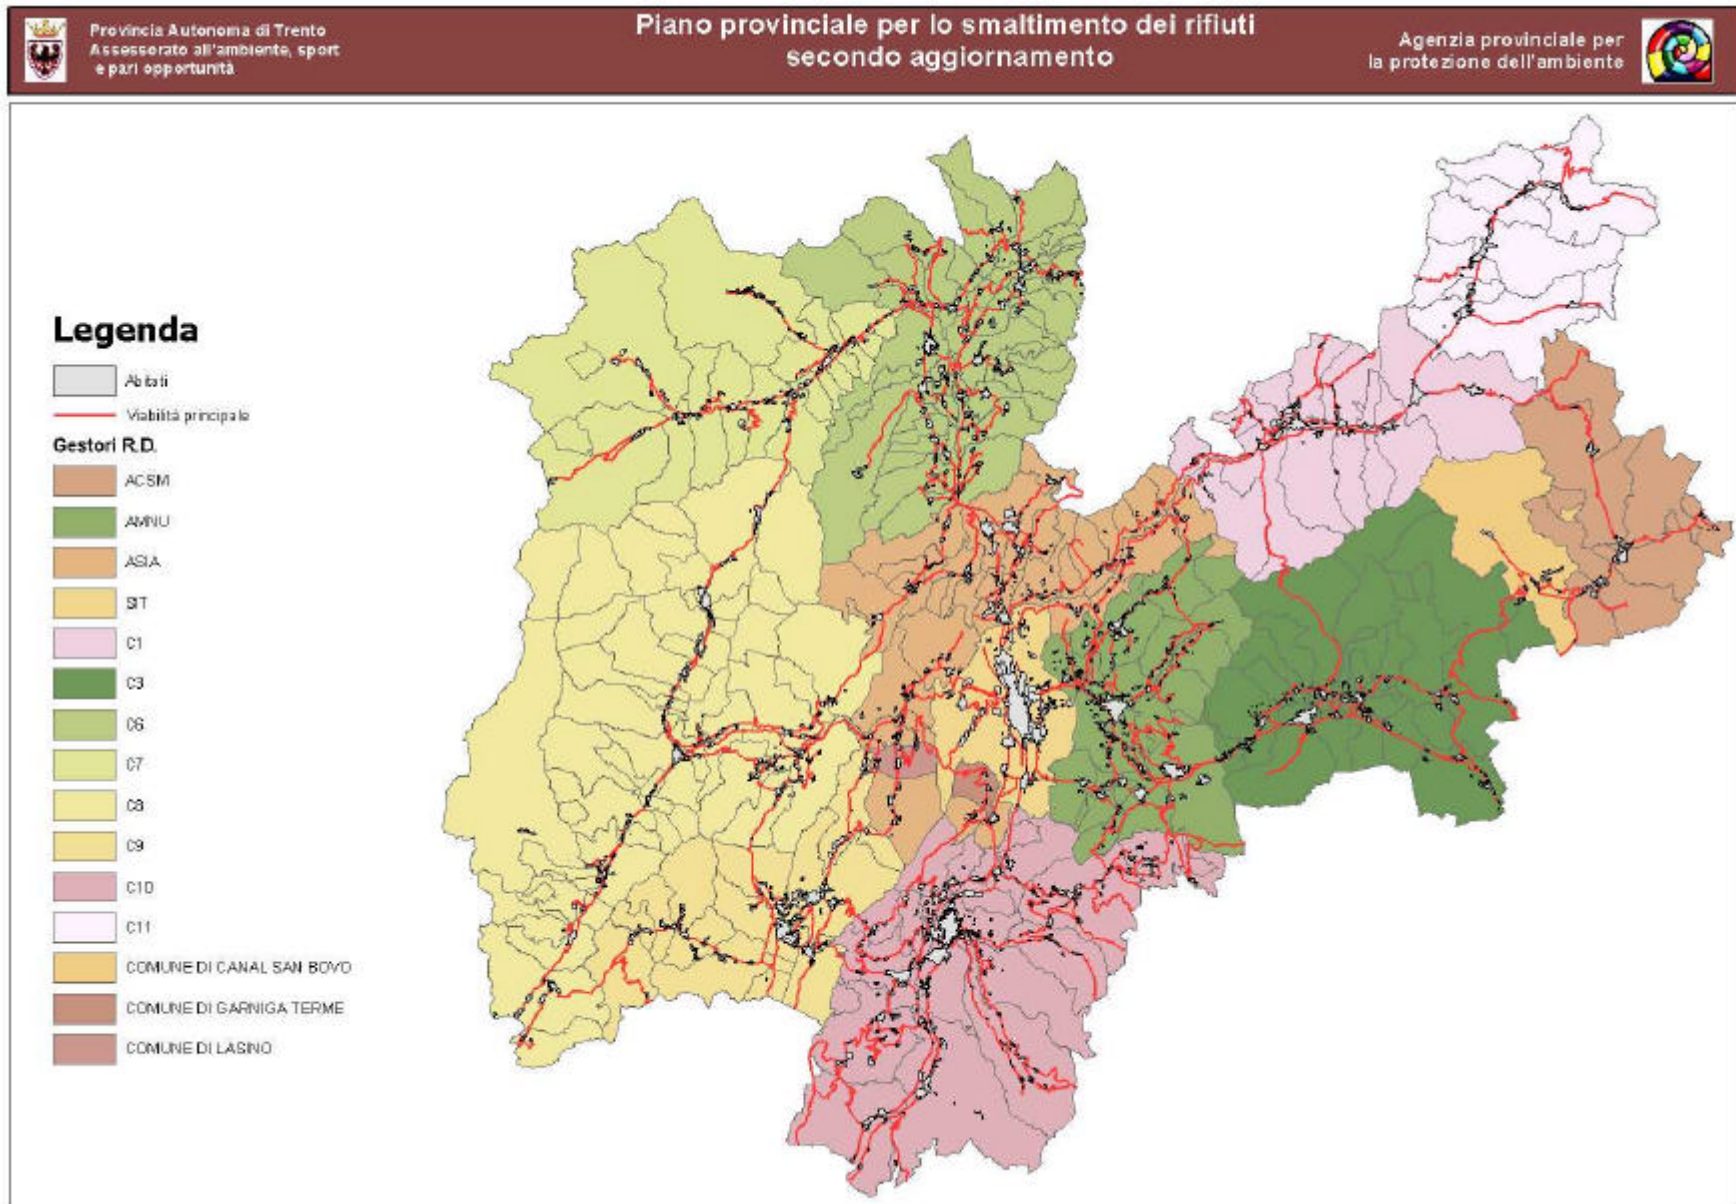 Provincia Autonoma di Trento
Assessorato all'ambiente, sport
e pari opportunità
Piano provinciale per lo smaltimento dei rifiuti
secondo aggiornamento
Agenzia provinciale per
la protezione dell'ambiente
Legenda
Abitati
Viabilità principale
Gestori R.D.
ACSM
AMNU
ASIA
SIT
C1
C3
C6
C7
C8
C9
C10
C11
COMUNE DI CANAL SAN BOVO
COMUNE DI GARNIGA TERME
COMUNE DI LASINO